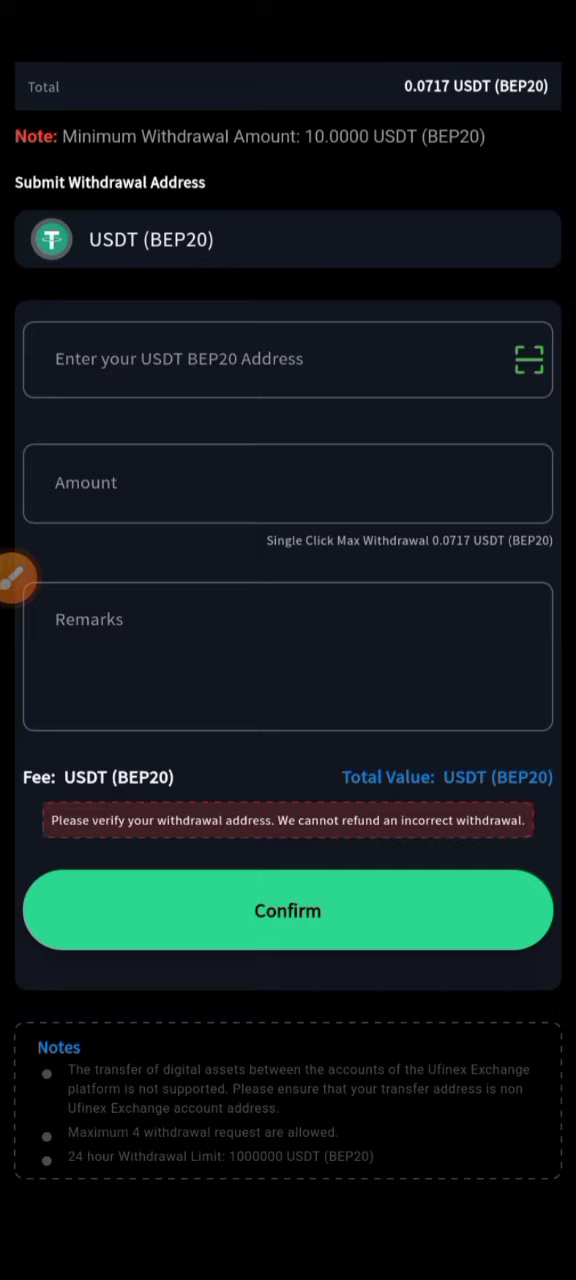 Total 0.0717 USDT (BEP20)
Note: Minimum Withdrawal Amount: 10.0000 USDT (BEP20)
Submit Withdrawal Address
USDT (BEP20)
Enter your USDT BEP20 Address
Amount
Single Click Max Withdrawal 0.0717 USDT (BEP20)
Remarks
Fee: USDT (BEP20) Total Value: USDT (BEP20)
Please verify your withdrawal address. We cannot refund an incorrect withdrawal.
Confirm
Notes
The transfer of digital assets between the accounts of the Ufinex Exchange
platform is not supported. Please ensure that your transfer address is non
Ufinex Exchange account address.
Maximum 4 withdrawal request are allowed.
24 hour Withdrawal Limit: 1000000 USDT (BEP20)